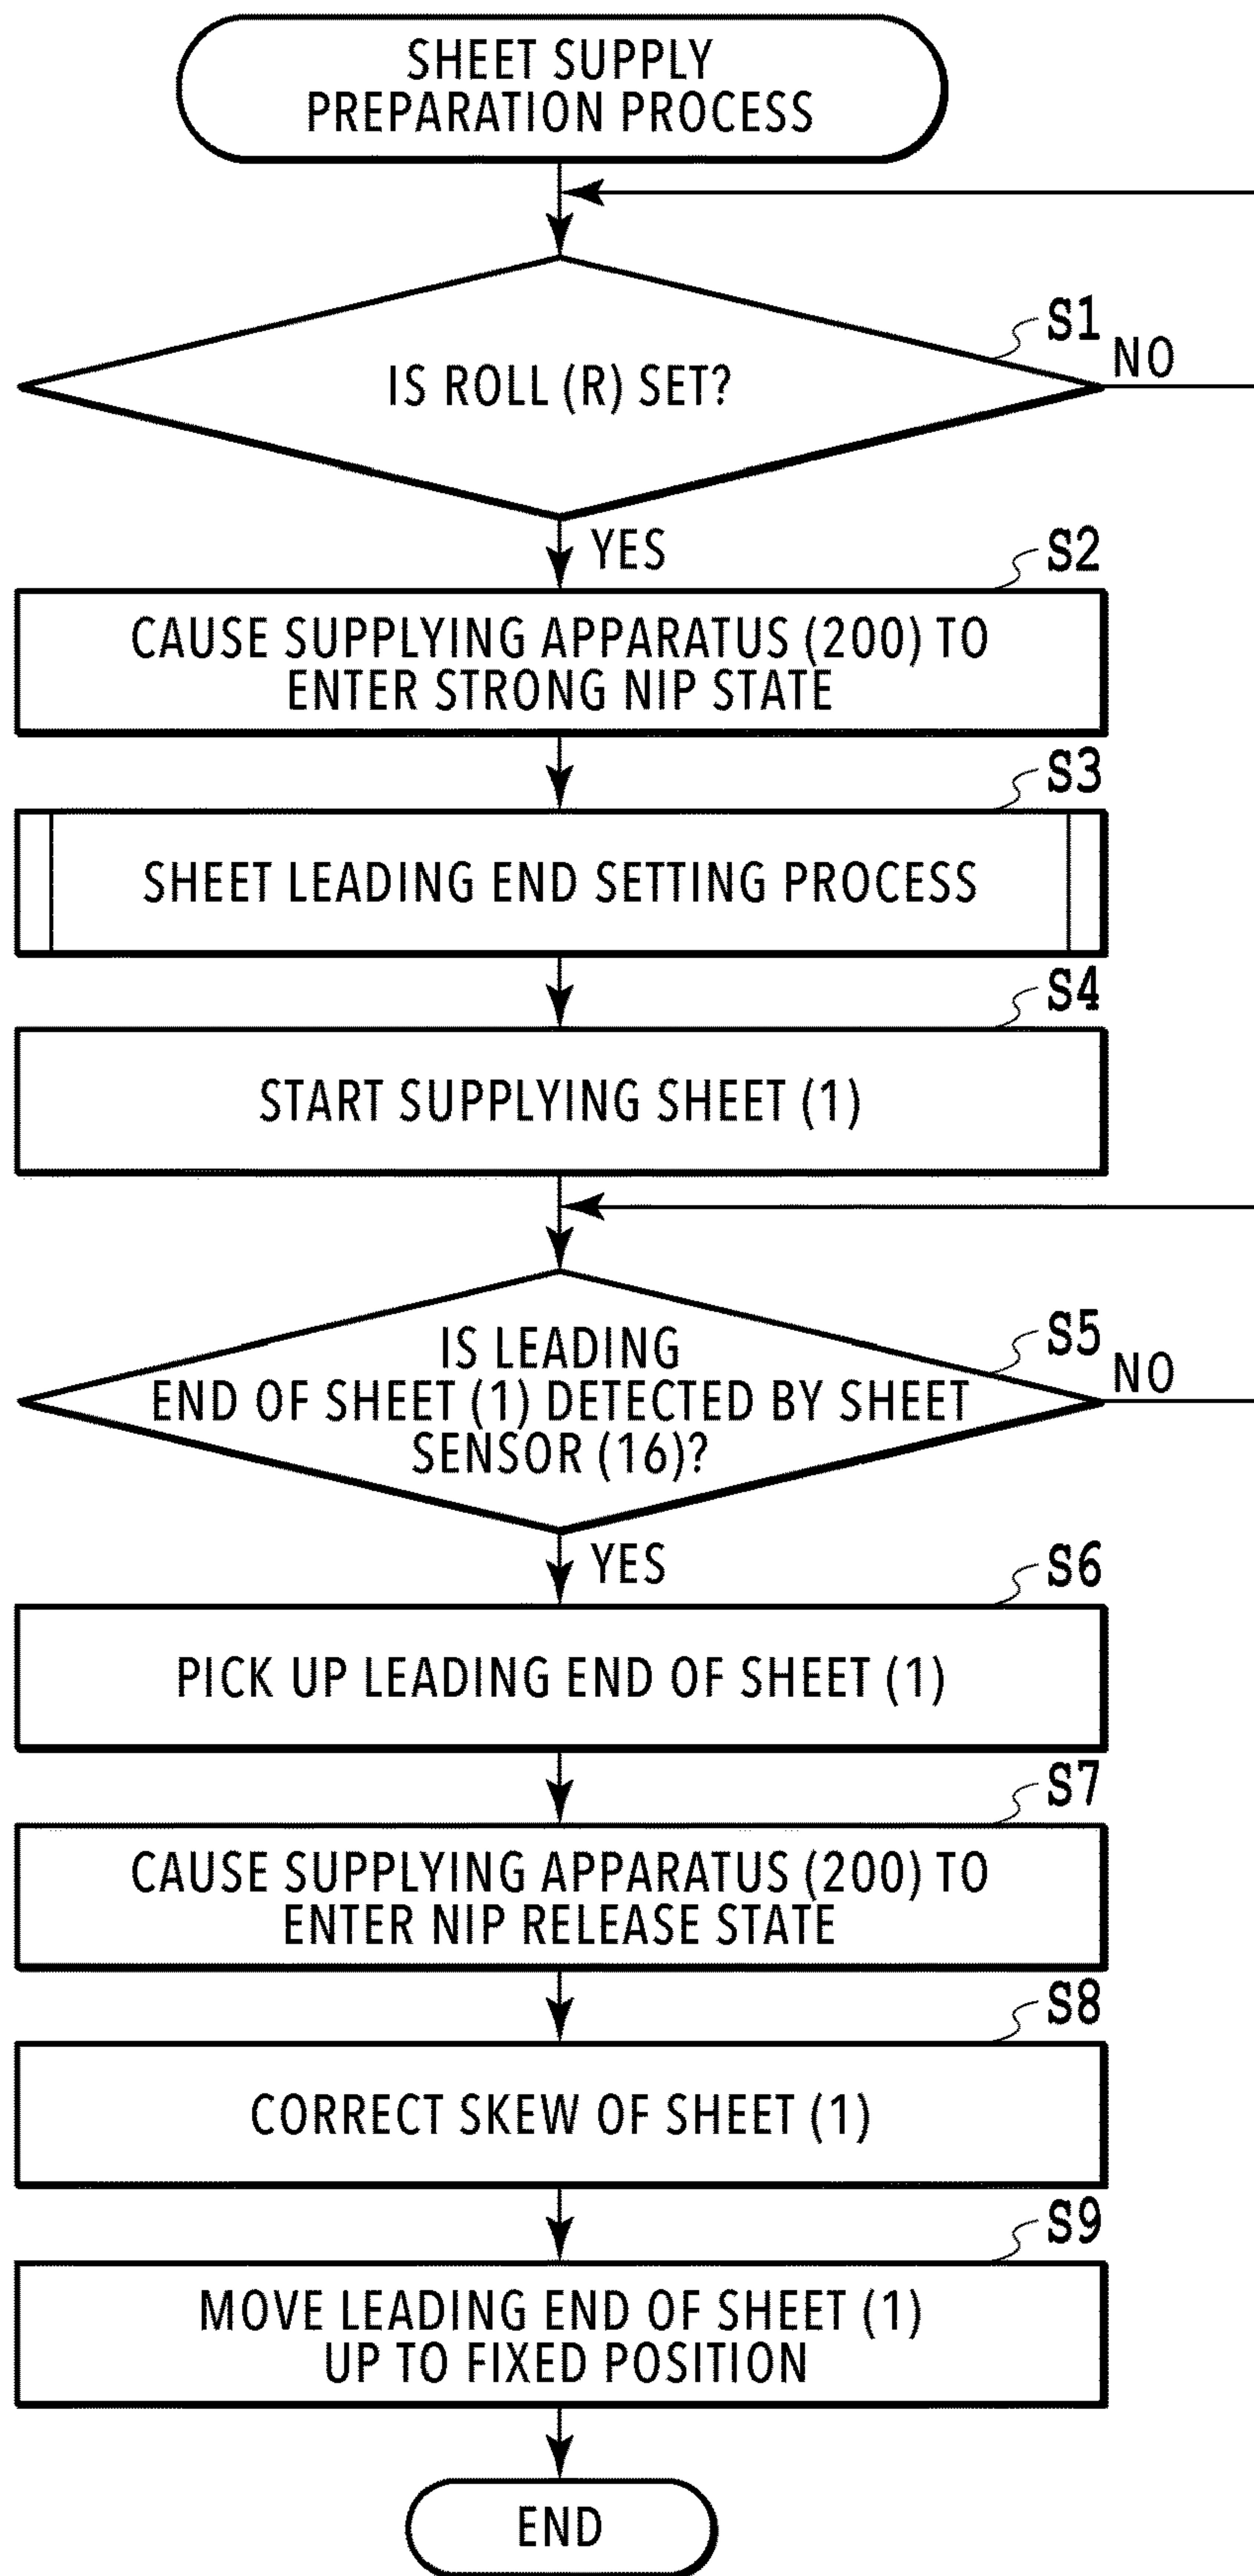 SHEET SUPPLY
PREPARATION PROCESS
S1
NO
IS ROLL (R) SET?
YES
S2
CAUSE SUPPLYING APPARATUS (200) TO
ENTER STRONG NIP STATE
S3
SHEET LEADING END SETTING PROCESS
S4
START SUPPLYING SHEET (1)
S5
NO
IS LEADING
END OF SHEET (1) DETECTED BY SHEET
SENSOR (16)?
YES
S6
PICK UP LEADING END OF SHEET (1)
S7
CAUSE SUPPLYING APPARATUS (200) TO
ENTER NIP RELEASE STATE
S8
CORRECT SKEW OF SHEET (1)
S9
MOVE LEADING END OF SHEET (1)
UP TO FIXED POSITION
END